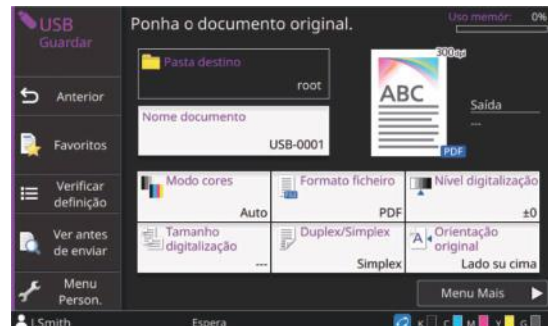 USB
Guardar
Ponha o documento original.
Uso memór: 0%
Pasta destino
root
300dpi
ABC
PDF
Saída
---
Anterior
Nome documento
USB-0001
Favoritos
Verificar
definição
Modo cores
Auto
Formato ficheiro
PDF
Nível digitalização
±0
Ver antes
de enviar
Tamanho
digitalização
---
Duplex/Simplex
Simplex
A
Orientação
original
Lado su cima
Menu
Person.
Menu Mais
Smith
Espera
K C M Y G